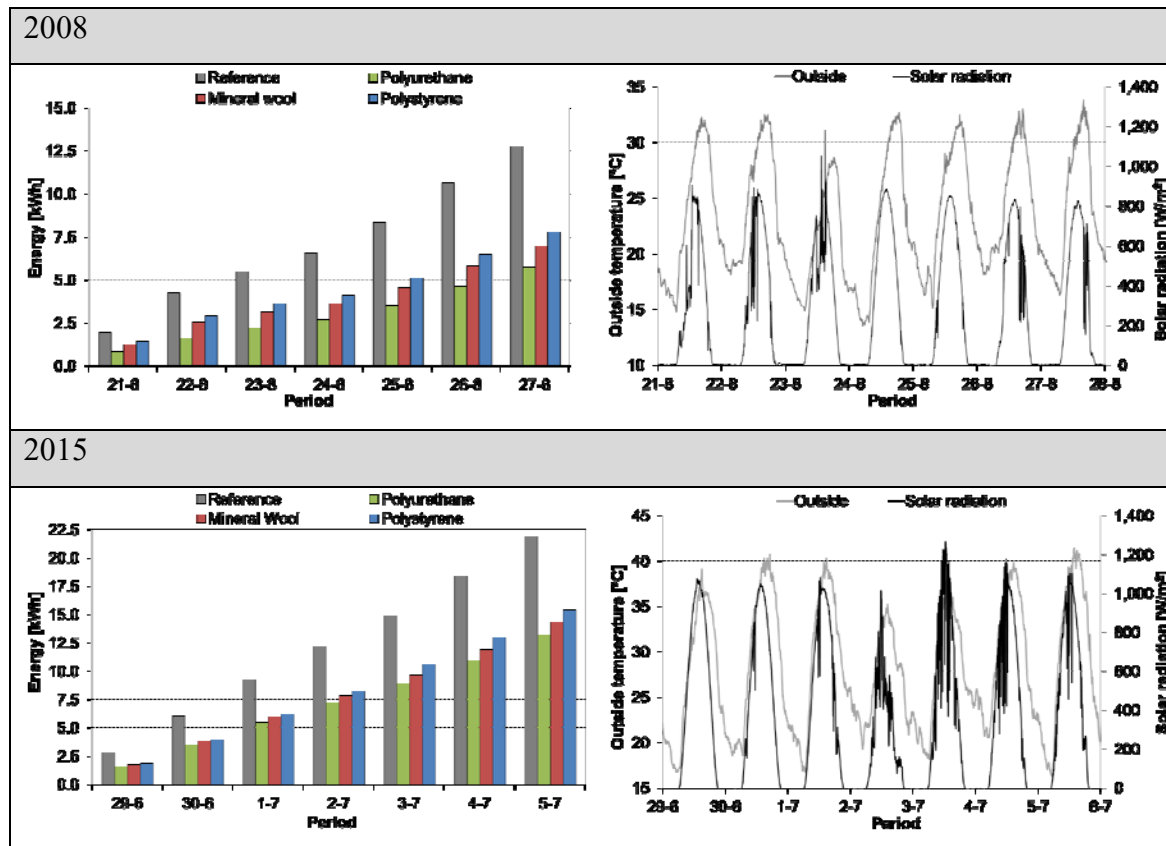 2008
Reference Polyurethane
Mineral wool Polystyrene
Energy [kWh]
15.0
12.5
10.0
7.5
5.0
2.5
0.0
21-8 22-8 23-8 24-8 25-8 26-8 27-8
Period
Outside Solar radiation
Outside temperature [ºC]
35
30
25
20
15
10
1,400
1,200
1,000
800
600
400
200
0
Solar radiation [W/m²]
21-8 22-8 23-8 24-8 25-8 26-8 27-8 28-8
Period
2015
Reference Polyurethane
Mineral Wool Polystyrene
Energy [kWh]
22.5
20.0
17.5
15.0
12.5
10.0
7.5
5.0
2.5
0.0
29-6 30-6 1-7 2-7 3-7 4-7 5-7
Period
Outside Solar radiation
Outside temperature [ºC]
45
40
35
30
25
20
15
1,400
1,200
1,000
800
600
400
200
0
Solar radiation [W/m²]
29-6 30-6 1-7 2-7 3-7 4-7 5-7 6-7
Period